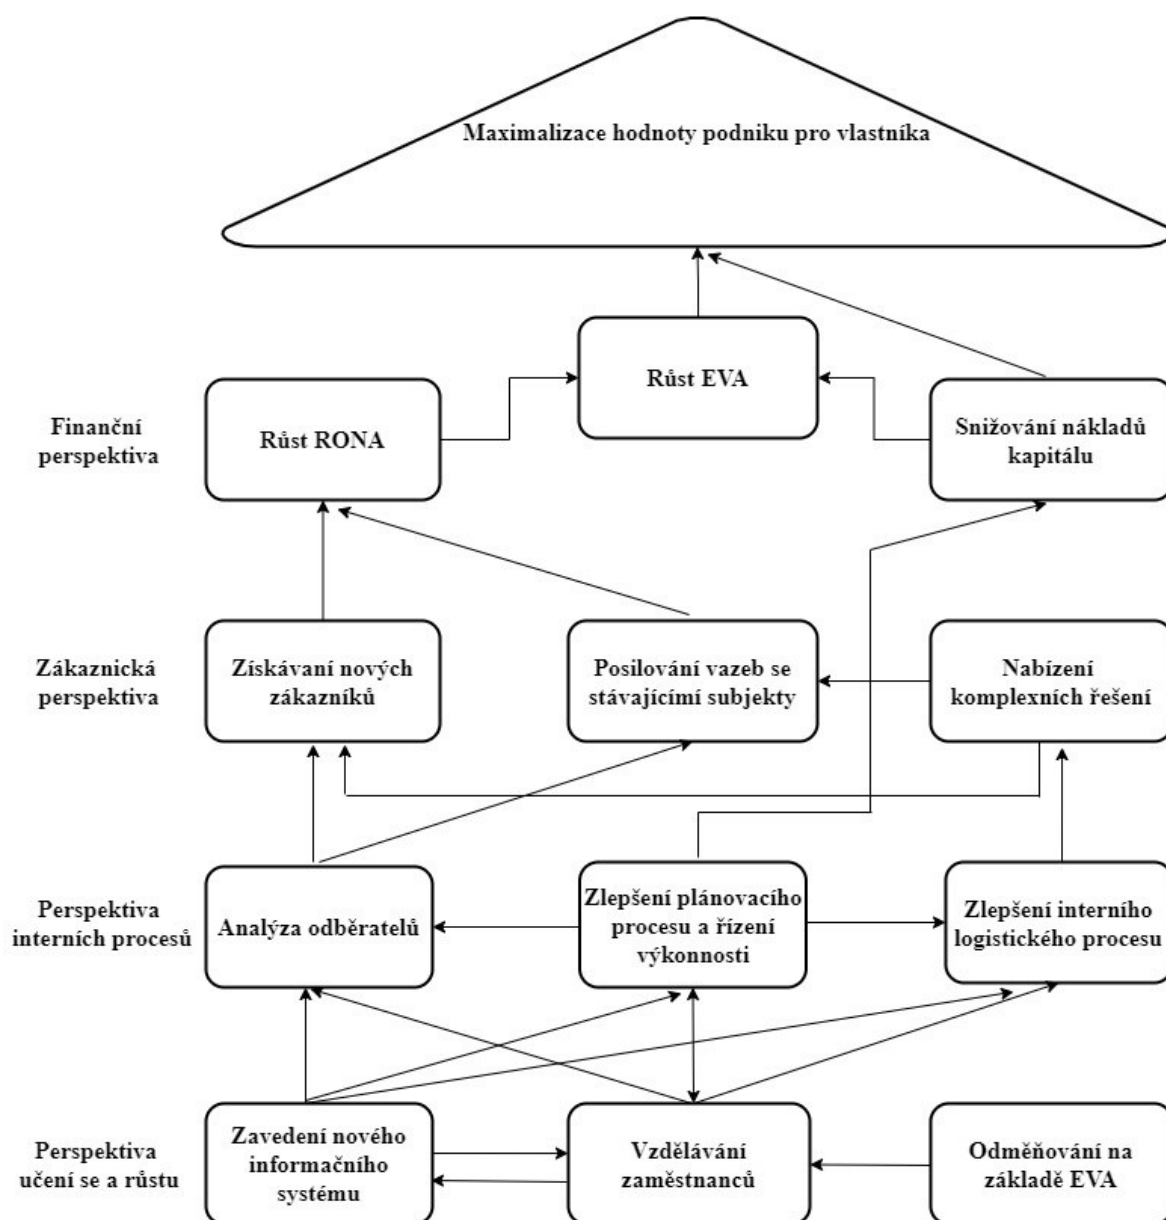 Maximalizace hodnoty podniku pro vlastníka
Růst EVA
Finanční
perspektiva
Růst RONA
Snižování nákladů
kapitálu
Zákaznická
perspektiva
Získávaní nových
zákazníků
Posilování vazeb se
stávajícími subjekty
Nabízení
komplexních řešení
Perspektiva
interních procesů
Analýza odběratelů
Zlepšení plánovacího
procesu a řízení
výkonnosti
Zlepšení interního
logistického procesu
Perspektiva
učení se a růstu
Zavedení nového
informačního
systému
Vzdělávání
zaměstnanců
Odměňování na
základě EVA